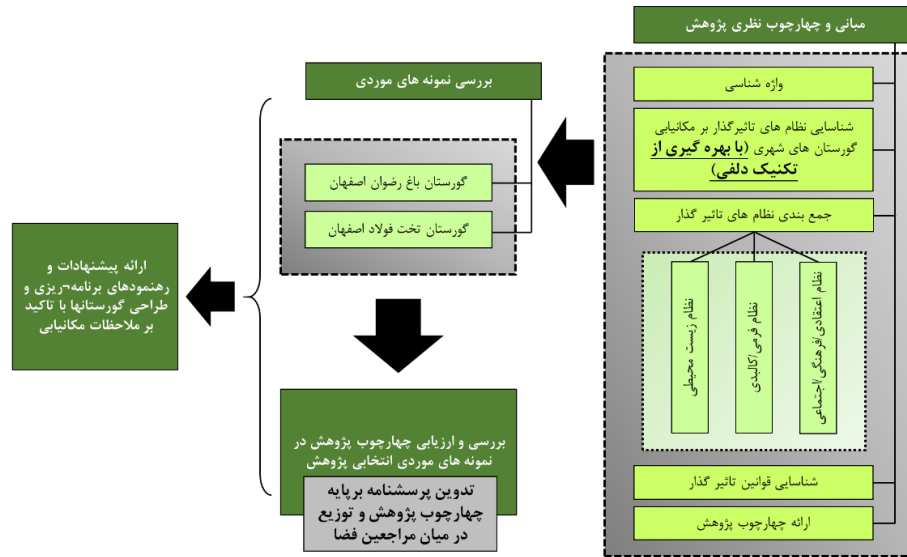 مبانی و چهارچوب نظری پژوهش
واژه شناسی
شناسایی نظام های تاثیرگذار بر مکانیابی
گورستان های شهری (با بهره گیری از
تکنیک دلفی)
جمع بندی نظام های تاثیر گذار
نظام اعتقادی/فرهنگی/اجتماعی
نظام فرمی/کالبدی
نظام زیست محیطی
شناسایی قوانین تاثیر گذار
ارائه چهارچوب پژوهش
بررسی نمونه های موردی
گورستان باغ رضوان اصفهان
گورستان تخت فولاد اصفهان
بررسی و ارزیابی چهارچوب پژوهش در
نمونه های موردی انتخابی پژوهش
تدوین پرسشنامه برپایه
چهارچوب پژوهش و توزیع
در میان مراجعین فضا
ارائه پیشنهادات و
رهنمودهای برنامه¬ریزی و
طراحی گورستانها با تاکید
بر ملاحظات مکانیابی